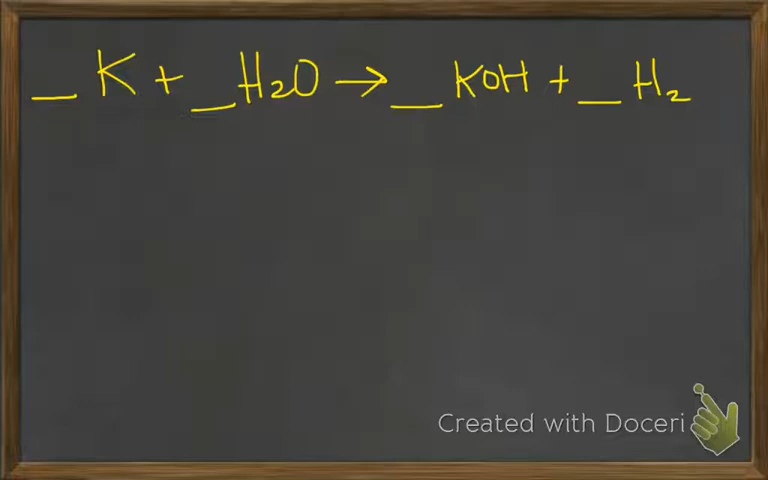 _ K + _ H₂O → _ KOH + _ H₂
Created with Doceri